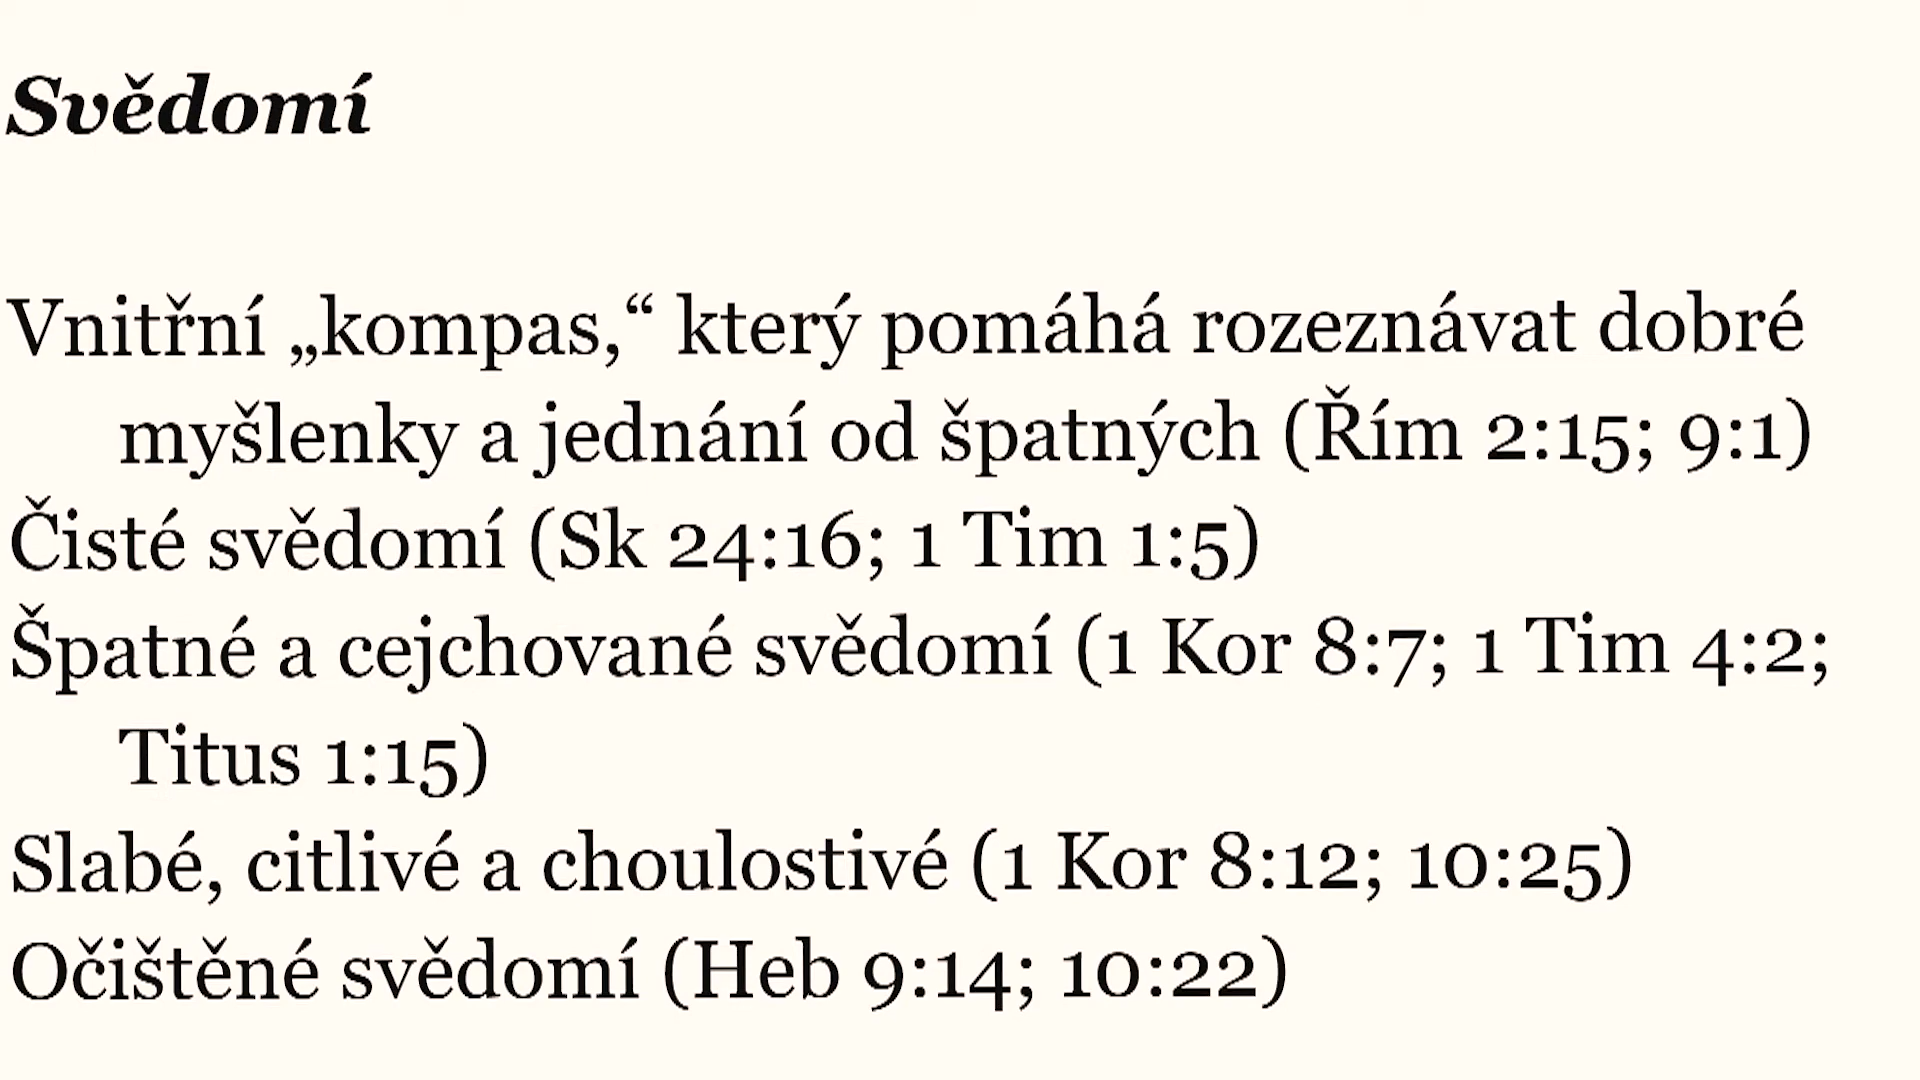 Svědomí
Vnitřní „kompas,“ který pomáhá rozeznávat dobré
myšlenky a jednání od špatných (Řím 2:15; 9:1)
Čisté svědomí (Sk 24:16; 1 Tim 1:5)
Špatné a cejchované svědomí (1 Kor 8:7; 1 Tim 4:2;
Titus 1:15)
Slabé, citlivé a choulostivé (1 Kor 8:12; 10:25)
Očištěné svědomí (Heb 9:14; 10:22)